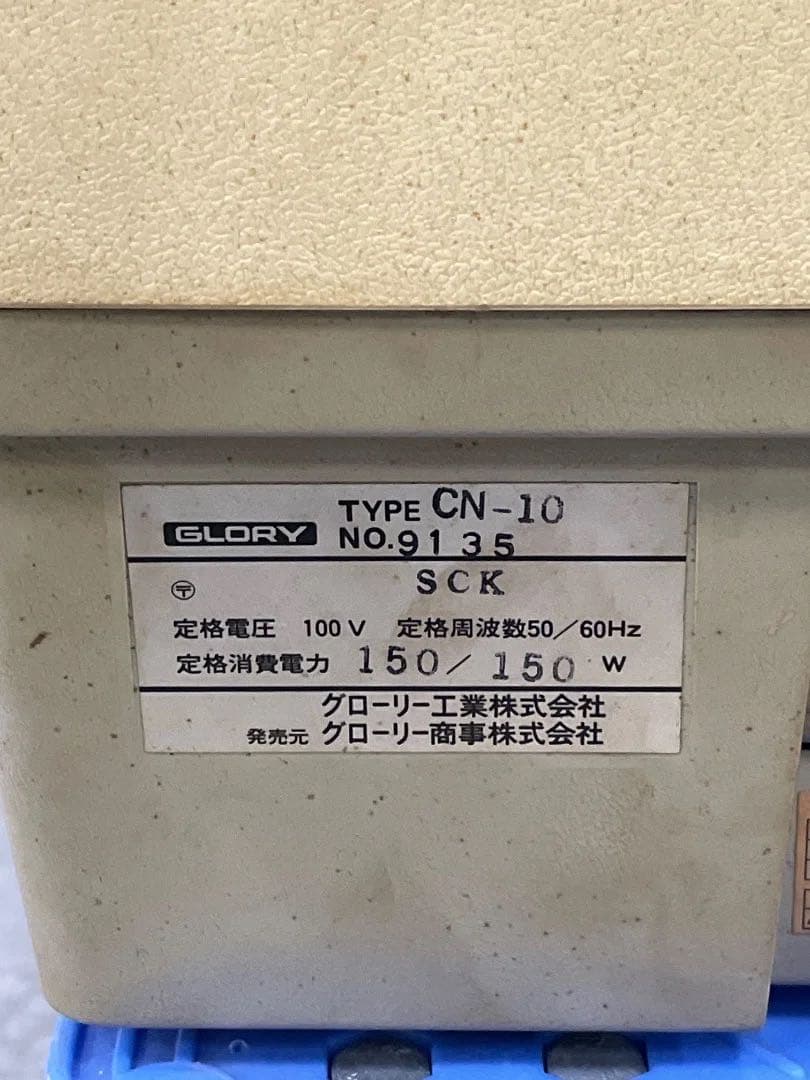 GLORY
TYPE CN-10
NO.9135
〒 SCK
定格電圧 100V 定格周波数50/60Hz
定格消費電力 150/150 W
グローリー工業株式会社
発売元 グローリー商事株式会社